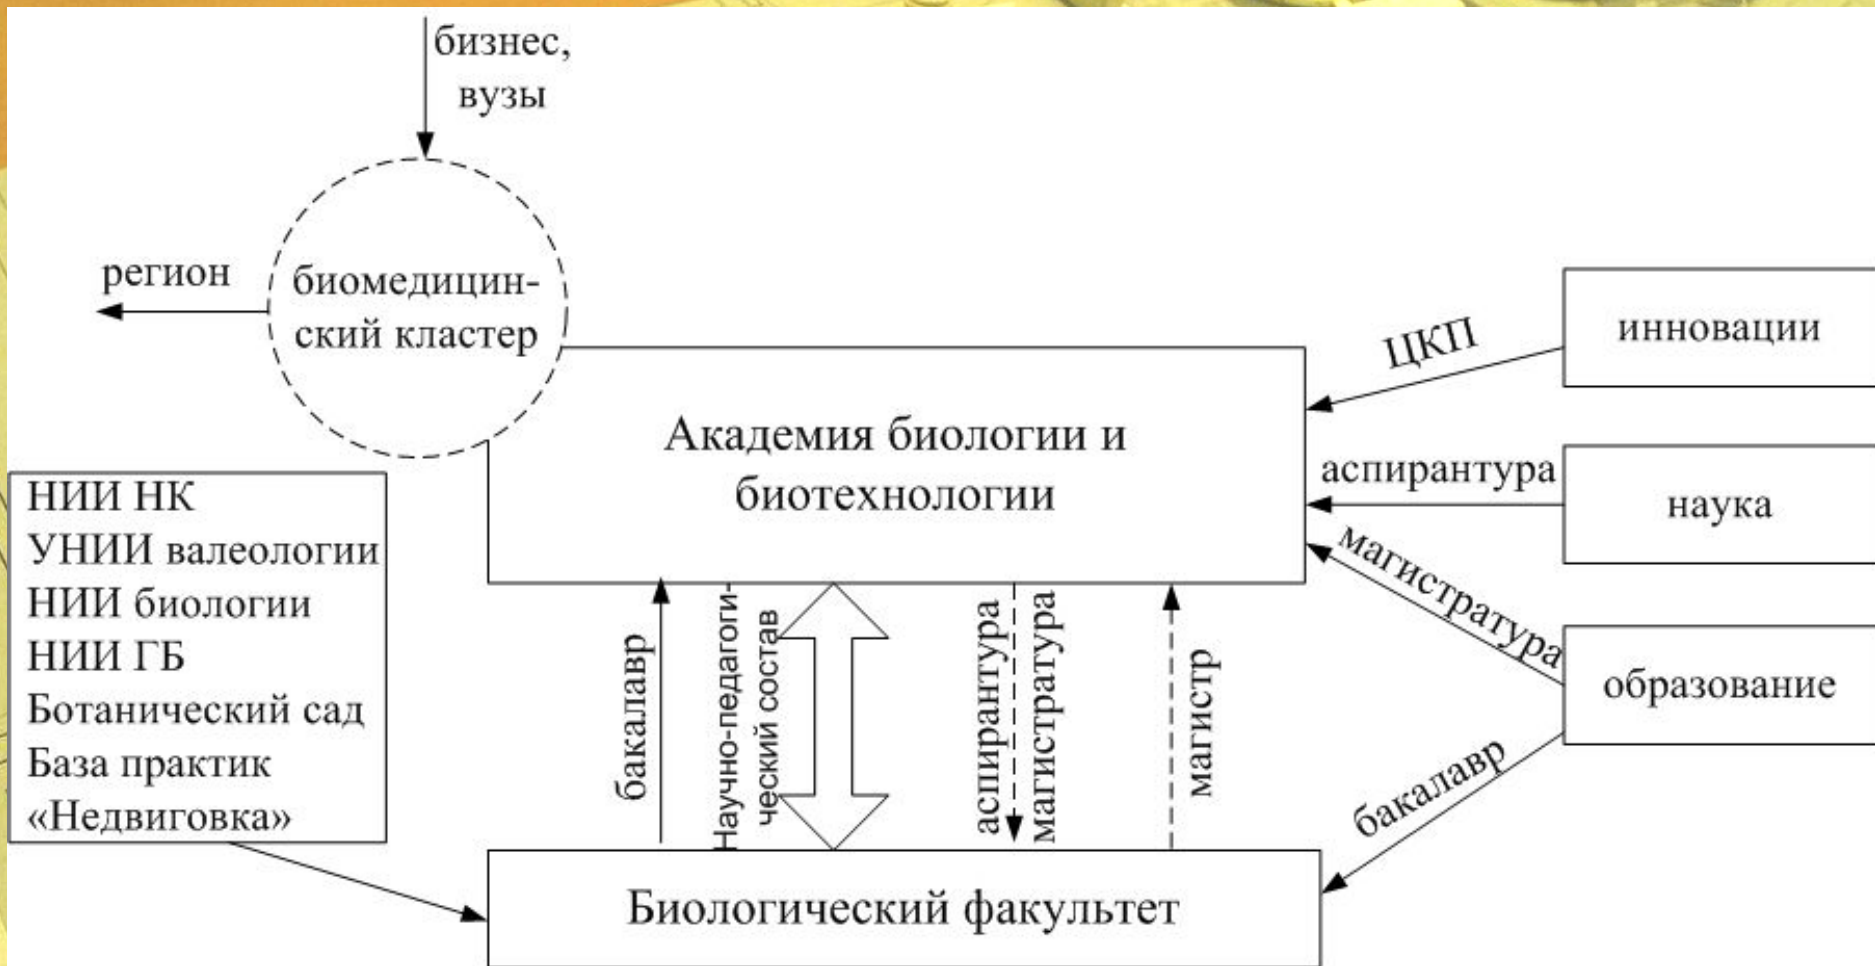 бизнес,
вузы
регион
биомедицин-
ский кластер
Академия биологии и
биотехнологии
ЦКП
инновации
аспирантура
наука
магистратура
образование
бакалавр
НИИ НК
УНИИ валеологии
НИИ биологии
НИИ ГБ
Ботанический сад
База практик
«Недвиговка»
бакалавр
Научно-педагоги-
ческий состав
аспирантура
магистратура
магистр
Биологический факультет